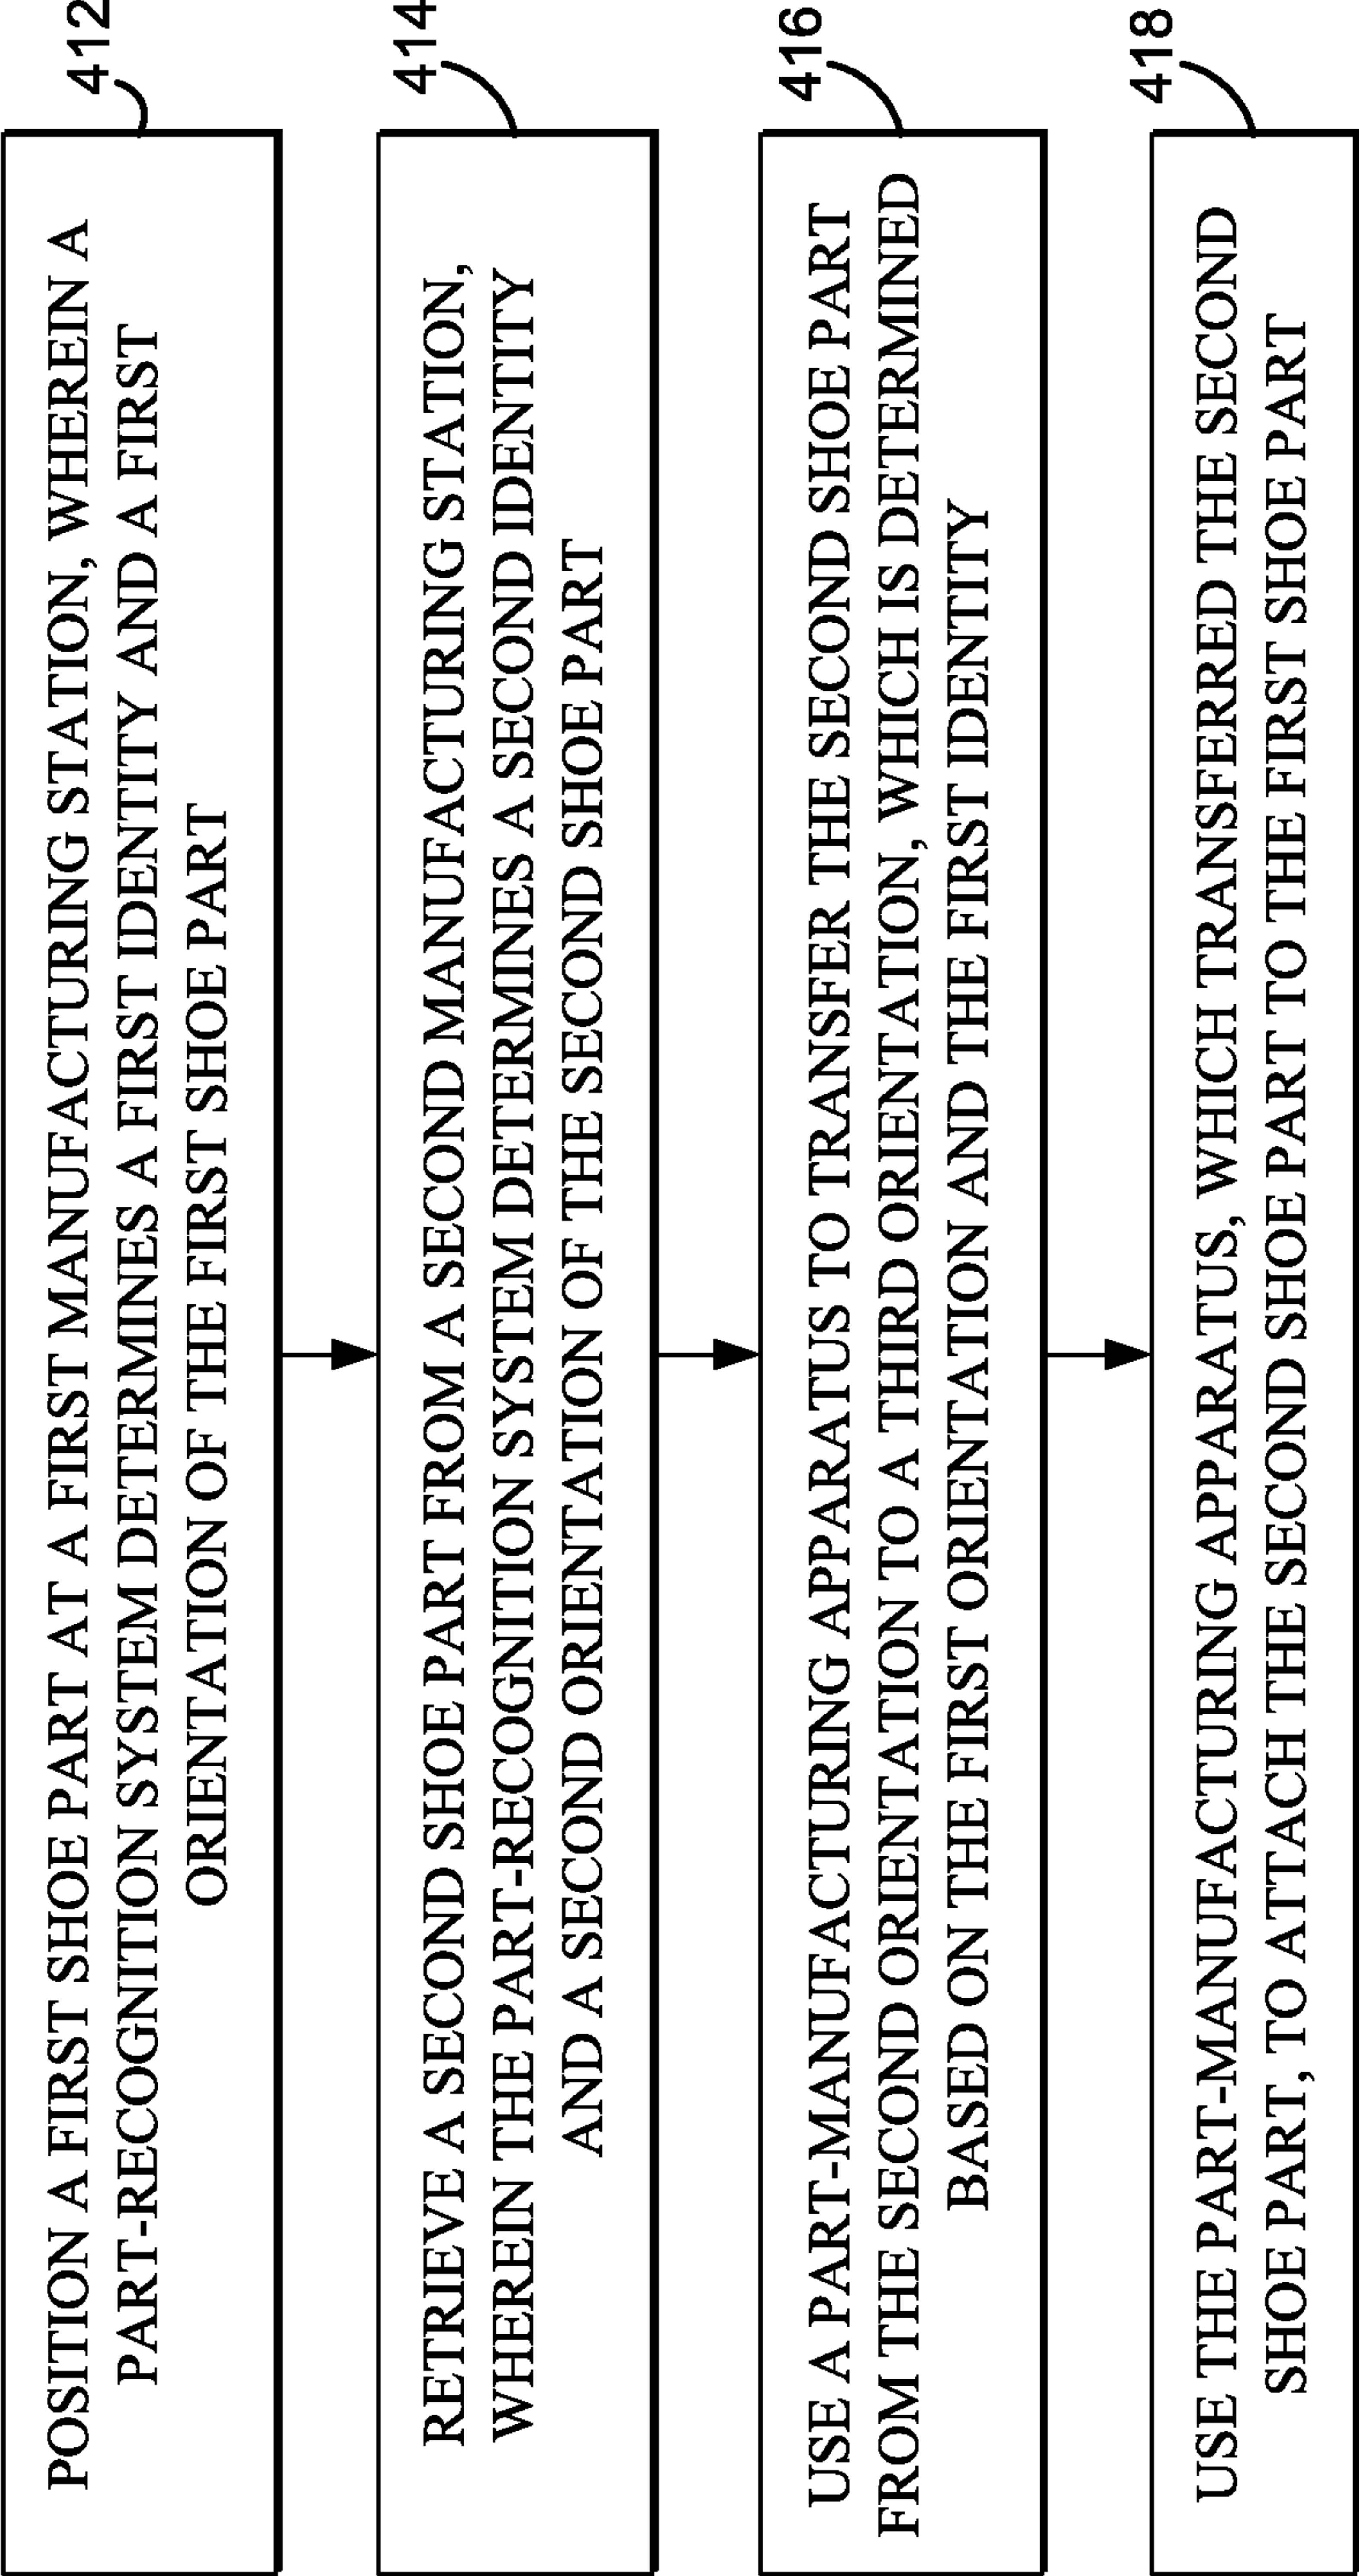 412
POSITION A FIRST SHOE PART AT A FIRST MANUFACTURING STATION, WHEREIN A
PART-RECOGNITION SYSTEM DETERMINES A FIRST IDENTITY AND A FIRST
ORIENTATION OF THE FIRST SHOE PART
414
RETRIEVE A SECOND SHOE PART FROM A SECOND MANUFACTURING STATION,
WHEREIN THE PART-RECOGNITION SYSTEM DETERMINES A SECOND IDENTITY
AND A SECOND ORIENTATION OF THE SECOND SHOE PART
416
USE A PART-MANUFACTURING APPARATUS TO TRANSFER THE SECOND SHOE PART
FROM THE SECOND ORIENTATION TO A THIRD ORIENTATION, WHICH IS DETERMINED
BASED ON THE FIRST ORIENTATION AND THE FIRST IDENTITY
418
USE THE PART-MANUFACTURING APPARATUS, WHICH TRANSFERRED THE SECOND
SHOE PART, TO ATTACH THE SECOND SHOE PART TO THE FIRST SHOE PART